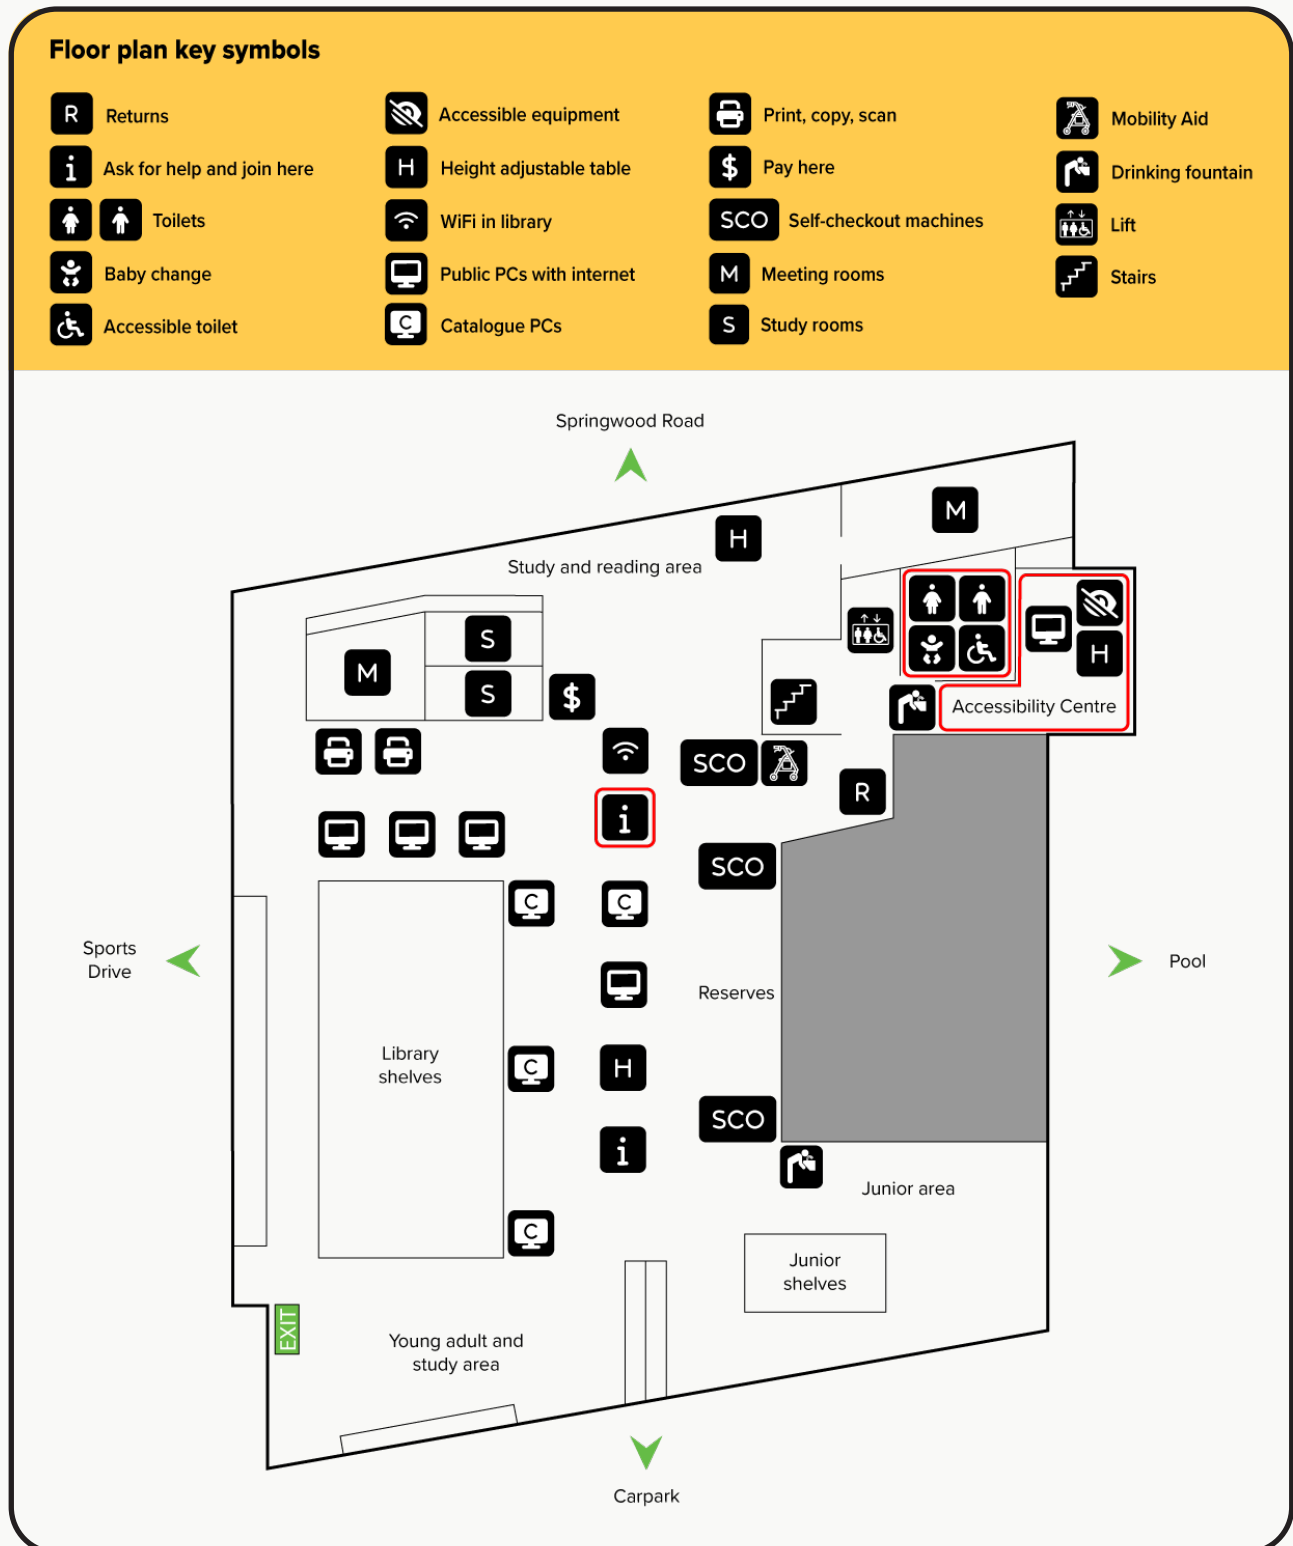 Floor plan key symbols
R Returns
i Ask for help and join here
Toilets
Baby change
Accessible toilet
Accessible equipment
H Height adjustable table
WiFi in library
Public PCs with internet
C Catalogue PCs
Print, copy, scan
$ Pay here
SCO Self-checkout machines
M Meeting rooms
S Study rooms
Mobility Aid
Drinking fountain
Lift
Stairs
Springwood Road
M
H
Study and reading area
S
M
H
S
$
Accessibility Centre
SCO
R
i
SCO
C
C
Sports
Drive
Pool
Reserves
Library
shelves
C
H
SCO
i
Junior area
C
Junior
shelves
EXIT
Young adult and
study area
Carpark